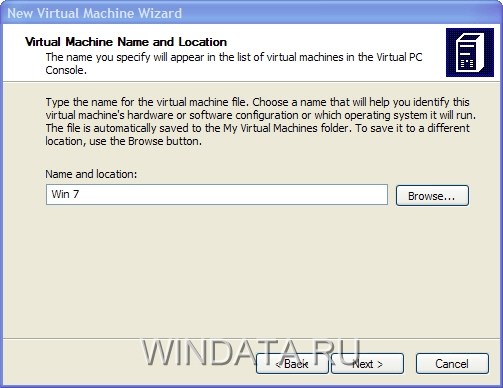 New Virtual Machine Wizard
Virtual Machine Name and Location
The name you specify will appear in the list of virtual machines in the Virtual PC
Console.
Type the name for the virtual machine file. Choose a name that will help you identify this
virtual machine's hardware or software configuration or which operating system it will run.
The file is automatically saved to the My Virtual Machines folder. To save it to a different
location, use the Browse button.
Name and location:
Win 7
Browse...
WINDATA.RU
< Back
Next >
Cancel